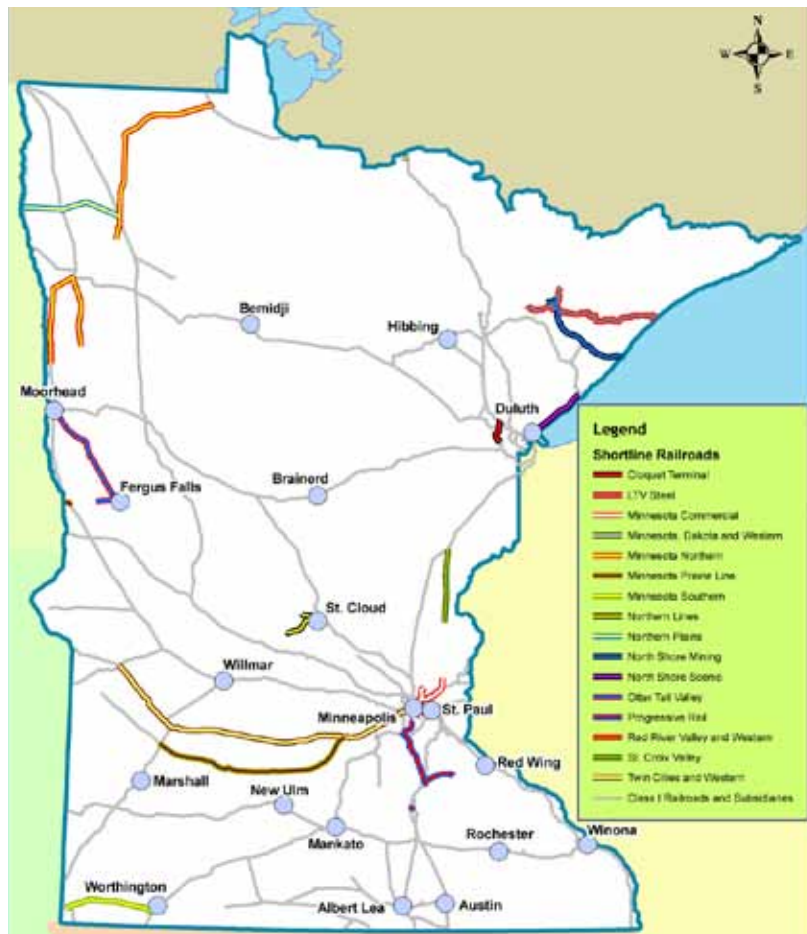 N
W E
S
Bemidji
Hibbing
Moorhead
Duluth
Fergus Falls
Brainerd
St. Cloud
Willmar
Minneapolis
St. Paul
Red Wing
Marshall
New Ulm
Mankato
Rochester
Winona
Worthington
Albert Lea
Austin
Legend
Shortline Railroads
Cloquet Terminal
LTV Steel
Minnesota Commercial
Minnesota, Dakota and Western
Minnesota Northern
Minnesota Prairie Line
Minnesota Southern
Northern Lines
Northern Plains
North Shore Mining
North Shore Scenic
Otter Tail Valley
Progressive Rail
Red River Valley and Western
St. Croix Valley
Twin Cities and Western
Class I Railroads and Subsidiaries